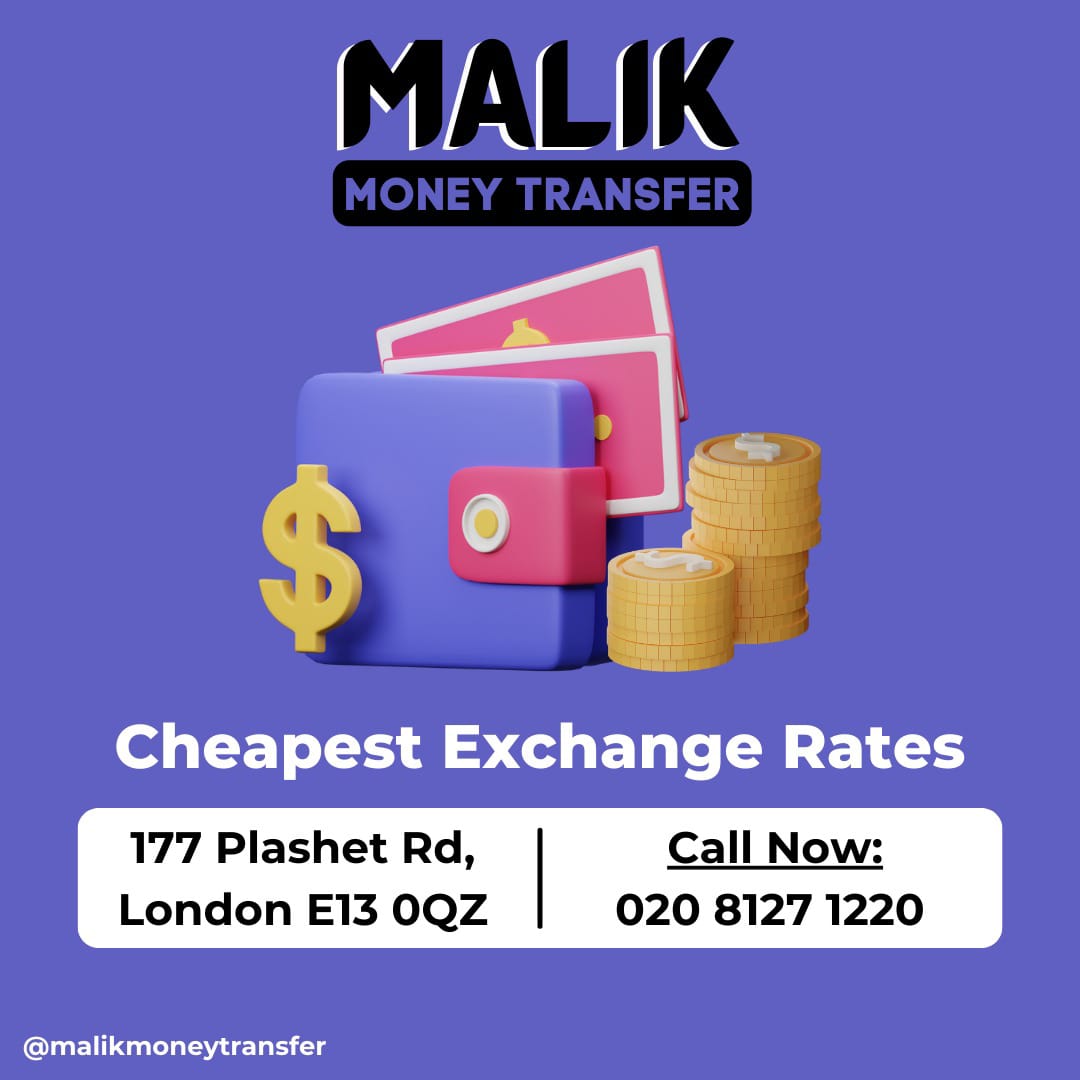 MALIK
MONEY TRANSFER
Cheapest Exchange Rates
177 Plashet Rd,
London E13 0QZ
Call Now:
020 8127 1220
@malikmoneytransfer